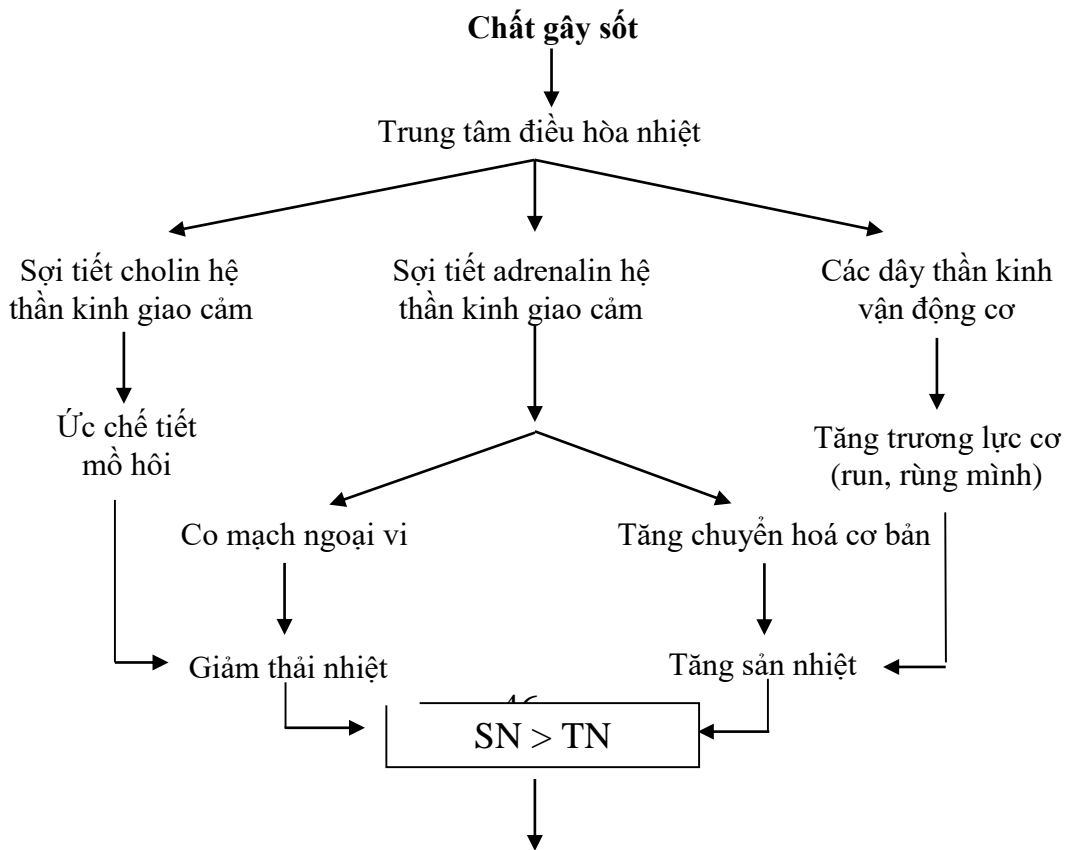 Chất gây sốt
Trung tâm điều hòa nhiệt
Sợi tiết cholin hệ
thần kinh giao cảm
Sợi tiết adrenalin hệ
thần kinh giao cảm
Các dây thần kinh
vận động cơ
Ức chế tiết
mồ hôi
Tăng trương lực cơ
(run, rùng mình)
Co mạch ngoại vi
Tăng chuyển hoá cơ bản
Giảm thải nhiệt
Tăng sản nhiệt
SN > TN